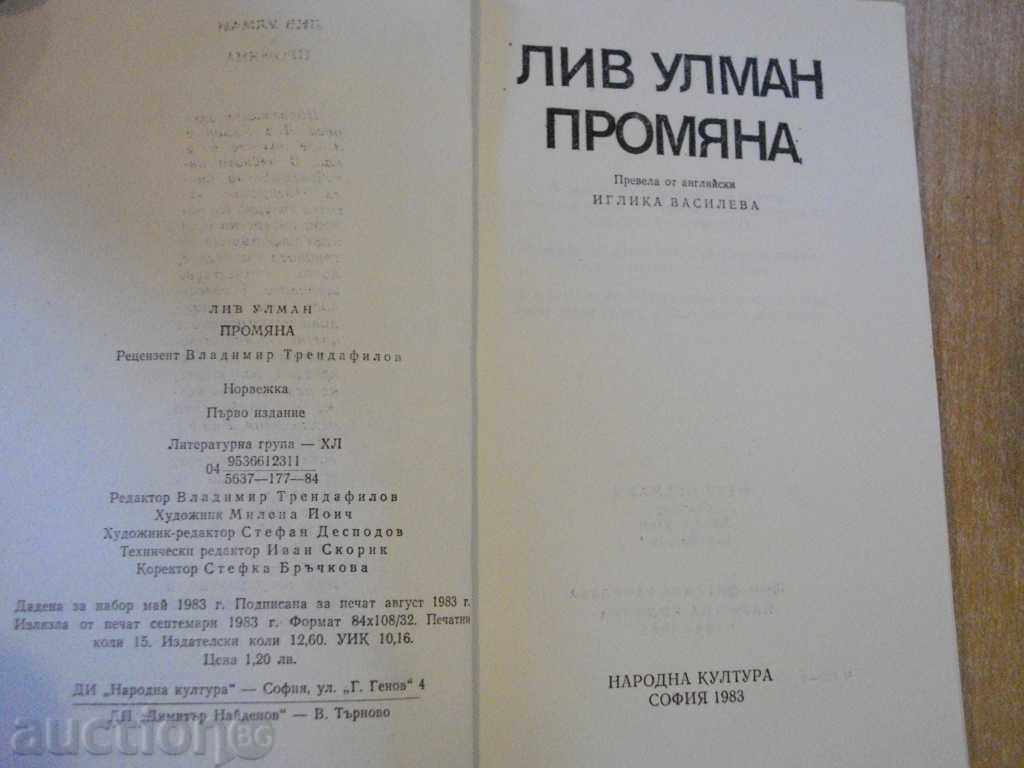 ЛИВ УЛМАН
ПРОМЯНА
Рецензент Владимир Трендафилов
Норвежка
Първо издание
Литературна група — ХЛ
04 9536612311
5637—177—84
Редактор Владимир Трендафилов
Художник Милена Йоич
Художник-редактор Стефан Десподов
Технически редактор Иван Скорик
Коректор Стефка Бръчкова
Дадена за набор май 1983 г. Подписана за печат август 1983 г.
Излязла от печат септември 1983 г. Формат 84х108/32. Печатни
коли 15. Издателски коли 12,60. УИК 10,16.
Цена 1,20 лв.
ДИ „Народна култура“ — София, ул. „Г. Генов“ 4
ДП „Димитър Найденов“ — В. Търново
ЛИВ УЛМАН
ПРОМЯНА
Превела от английски
ИГЛИКА ВАСИЛЕВА
НАРОДНА КУЛТУРА
СОФИЯ 1983
auction BG